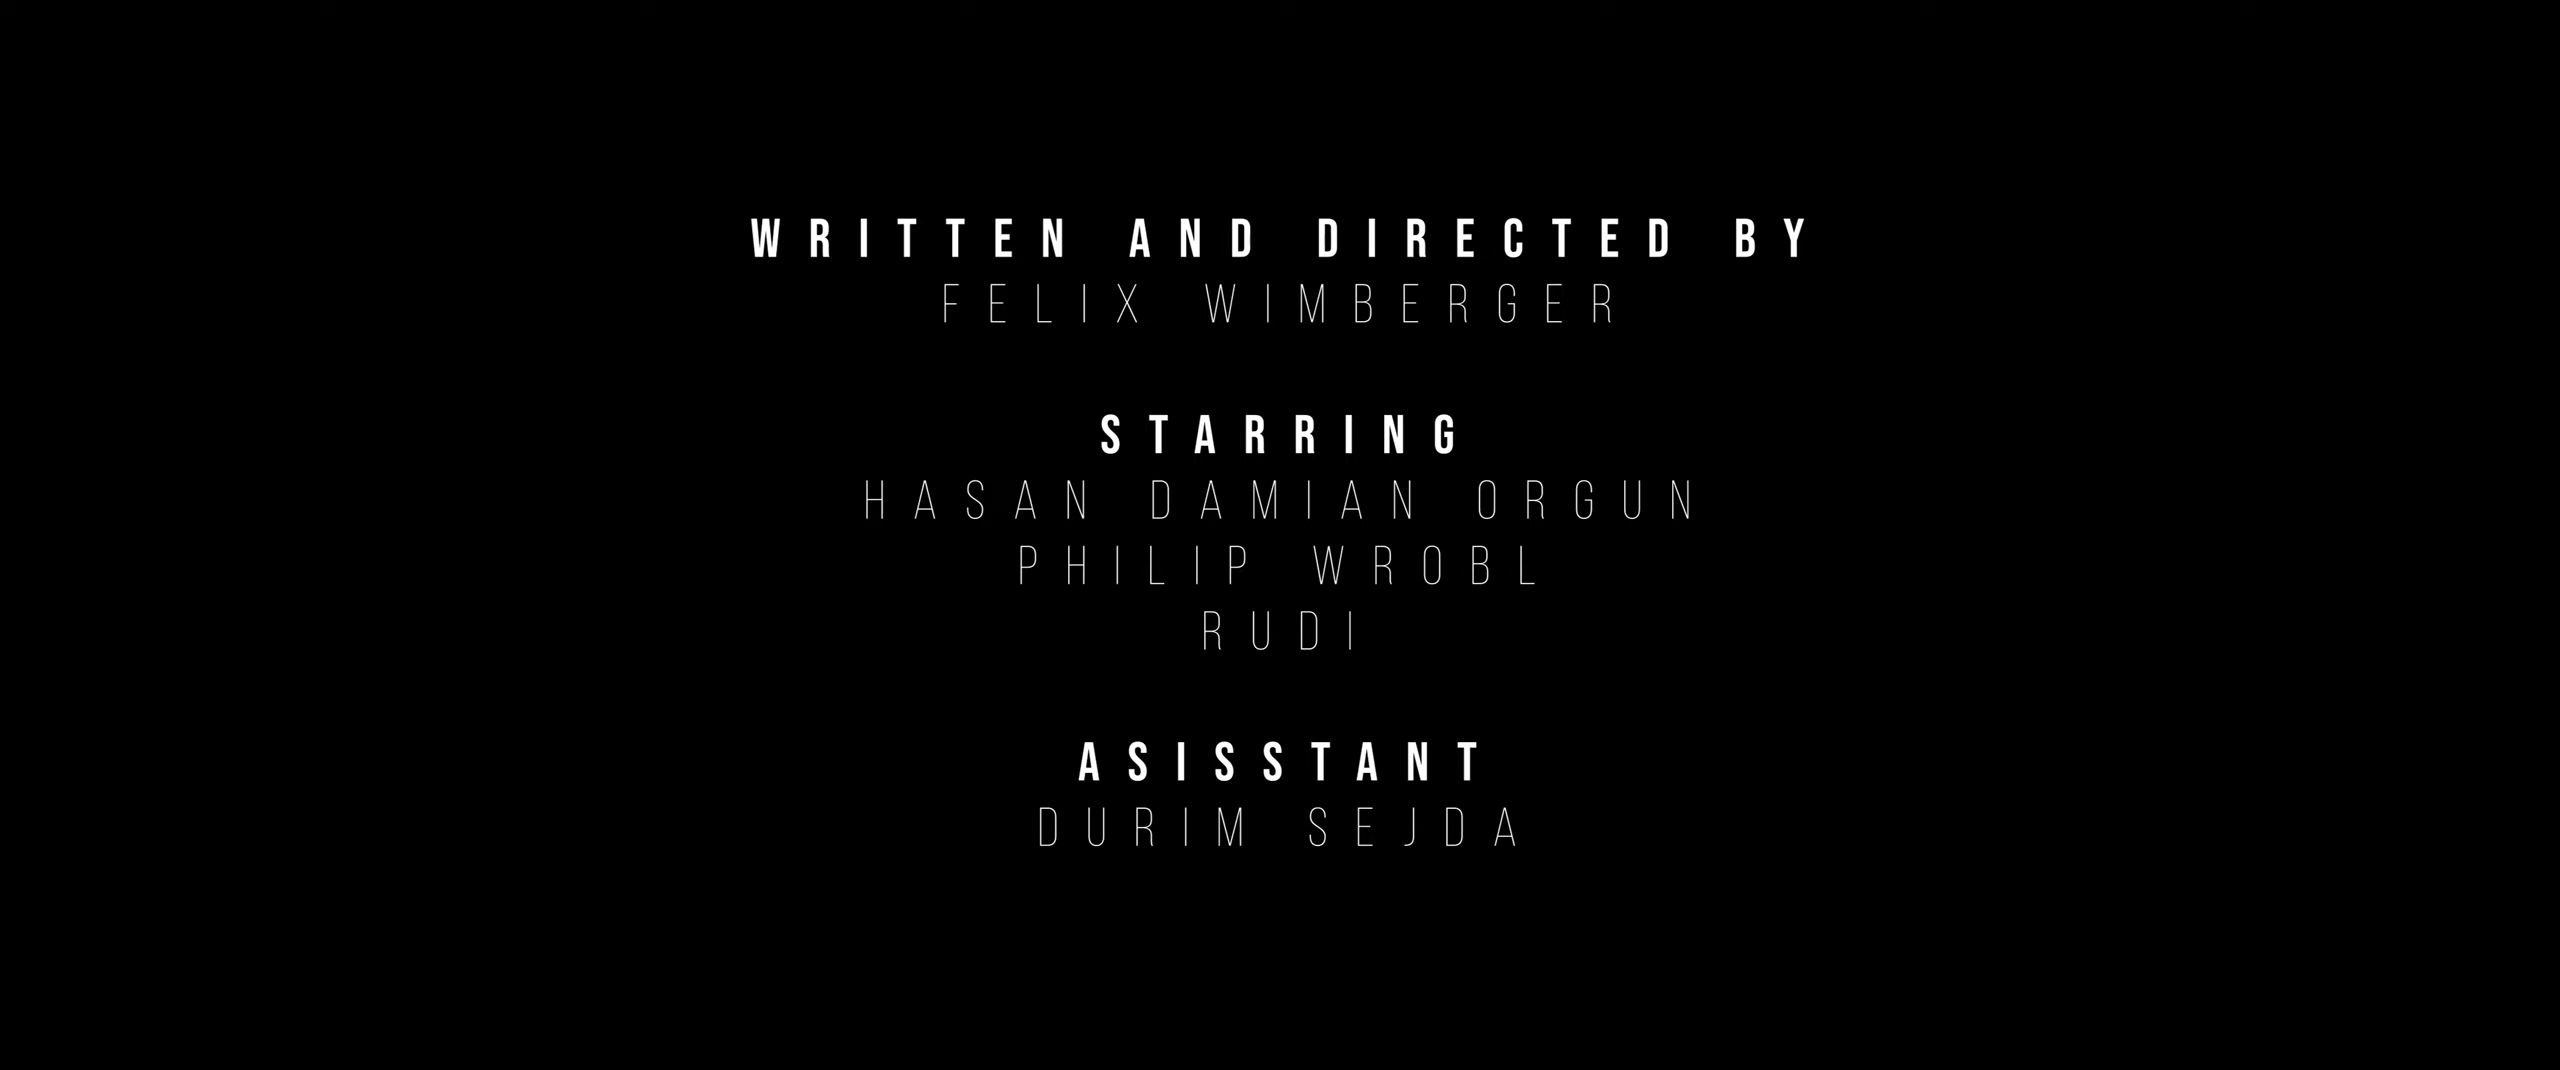 WRITTEN AND DIRECTED BY
FELIX WIMBERGER
STARRING
HASAN DAMIAN ORGUN
PHILIP WROBL
RUDI
ASISSTANT
DURIM SEJDA